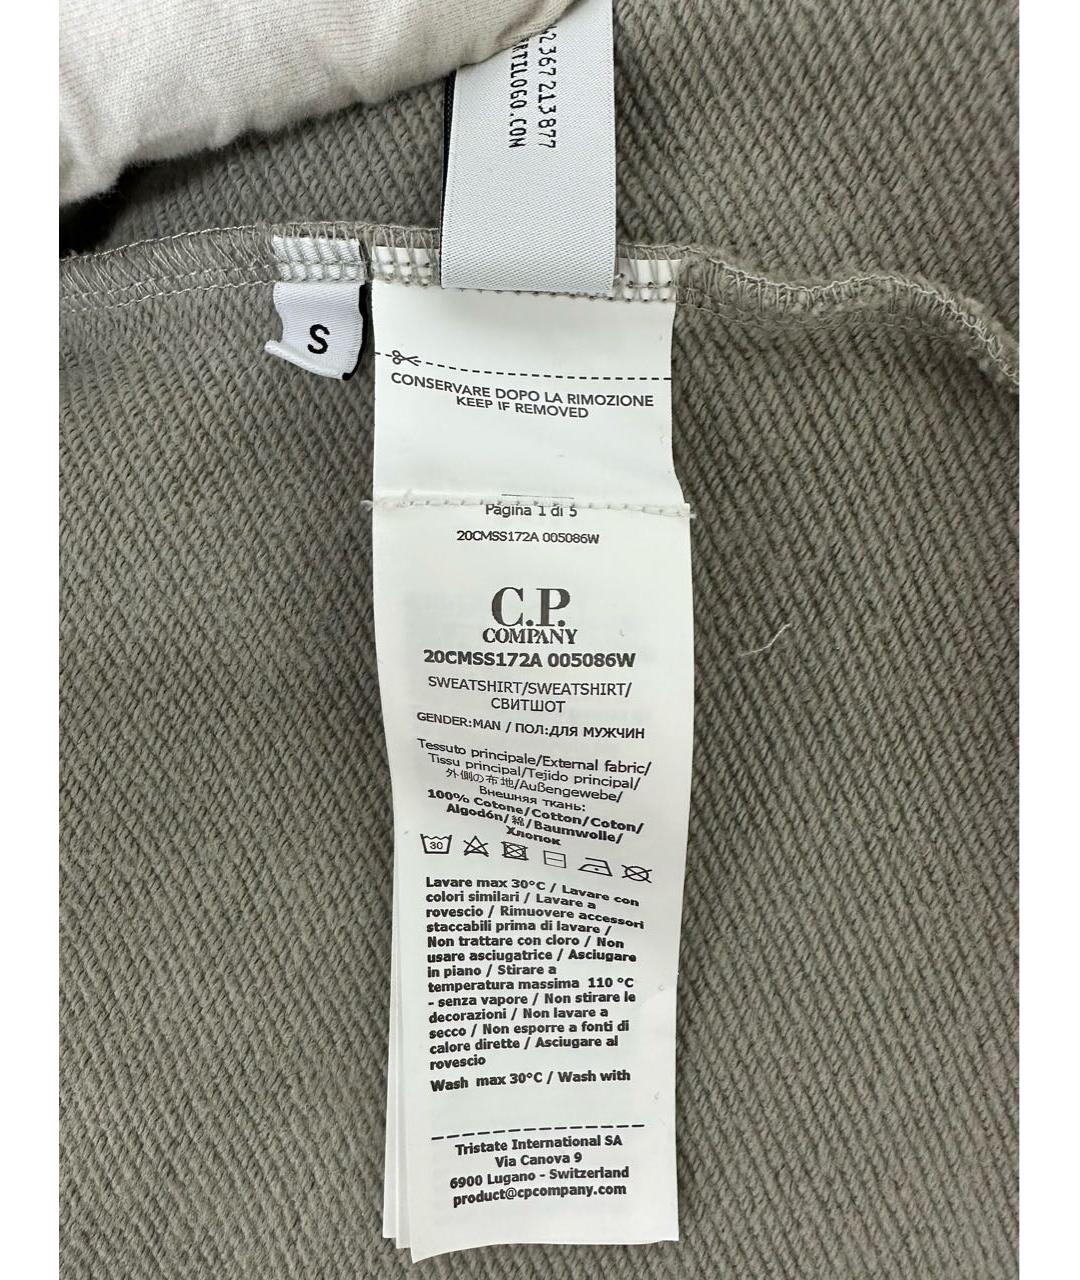 42 367 213 877
CERTILOGO.COM
S
CONSERVARE DOPO LA RIMOZIONE
KEEP IF REMOVED
Pagina 1 di 5
20CMSS172A 005086W
C.P.
COMPANY
20CMSS172A 005086W
SWEATSHIRT/SWEATSHIRT/
СВИТШОТ
GENDER:MAN / ПОЛ:ДЛЯ МУЖЧИН
Tessuto principale/External fabric/
Tissu principal/Tejido principal/
外側の布地/Außengewebe/
Внешняя ткань:
100% Cotone/Cotton/Coton/
Algodón/綿/Baumwolle/
Хлопок
30
Lavare max 30°C / Lavare con
colori similari / Lavare a
rovescio / Rimuovere accessori
staccabili prima di lavare /
Non trattare con cloro / Non
usare asciugatrice / Asciugare
in piano / Stirare a
temperatura massima 110 °C
- senza vapore / Non stirare le
decorazioni / Non lavare a
secco / Non esporre a fonti di
calore dirette / Asciugare al
rovescio
Wash max 30°C / Wash with
Tristate International SA
Via Canova 9
6900 Lugano - Switzerland
product@cpcompany.com